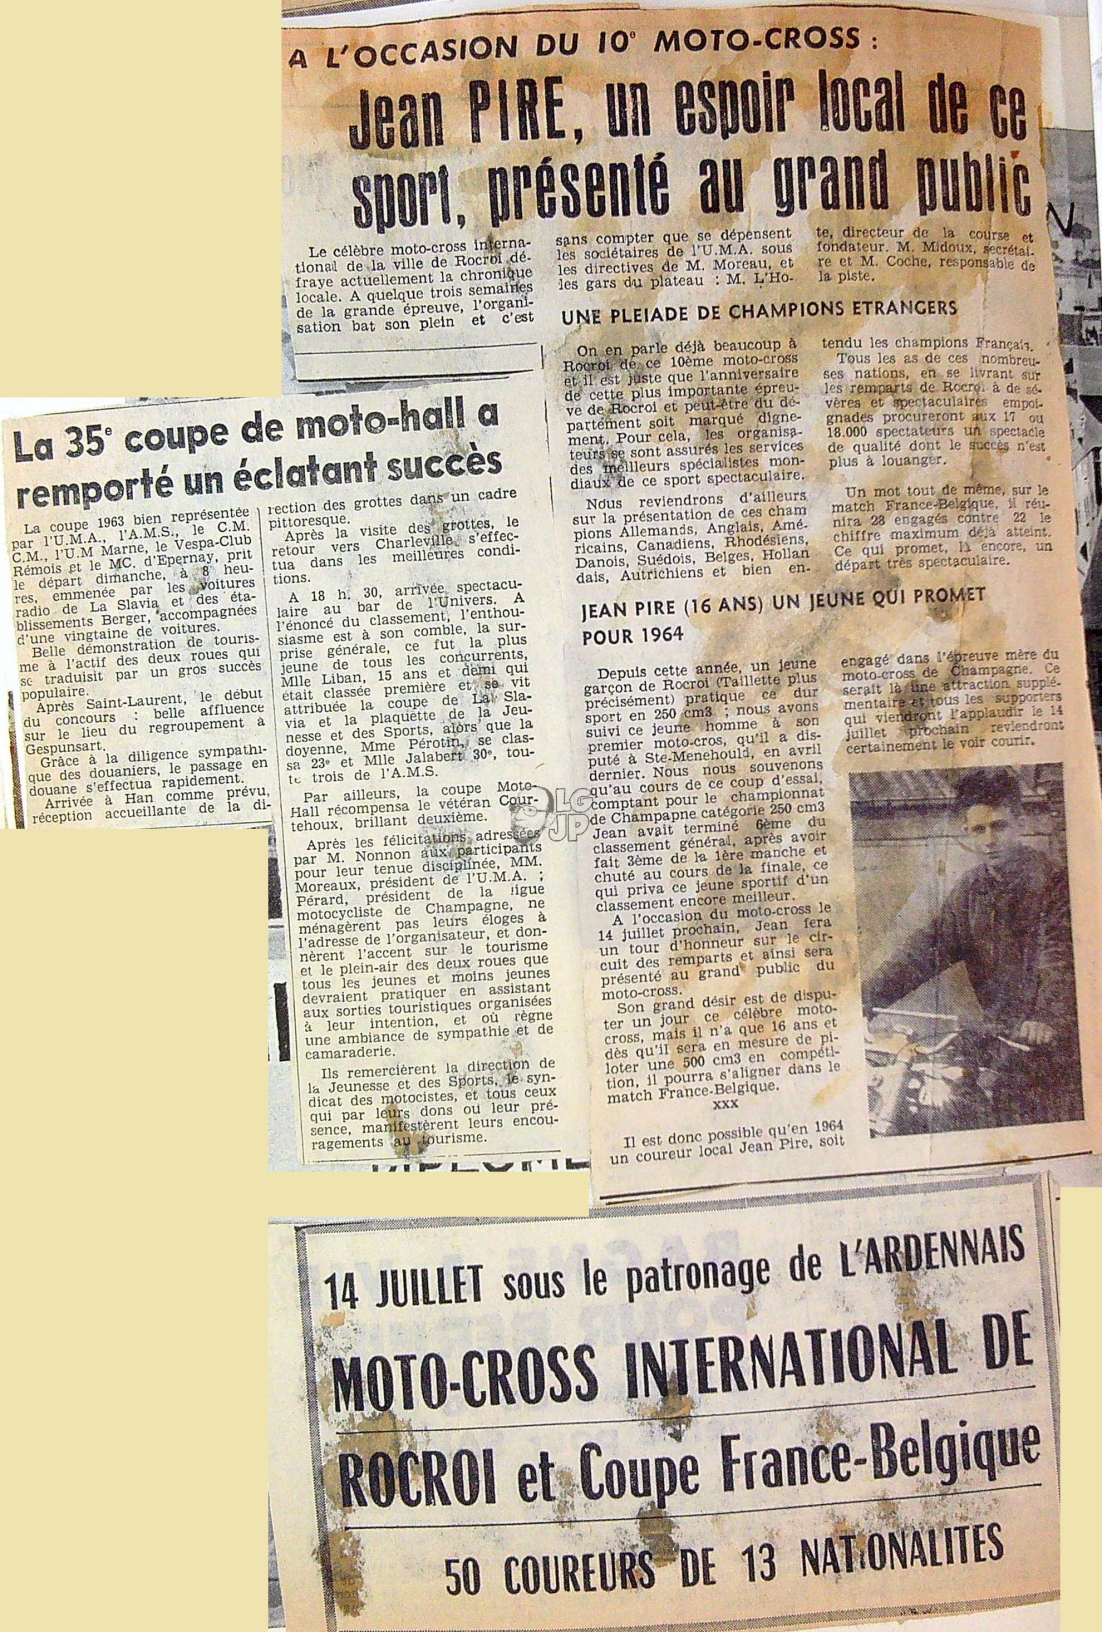 A L'OCCASION DU 10e MOTO-CROSS :
Jean PIRE, un espoir local de ce
sport, présenté au grand public
Le célèbre moto-cross interna-
tional de la ville de Rocroi dé-
fraye actuellement la chronique
locale. A quelque trois semaines
de la grande épreuve, l'organi-
sation bat son plein et c'est
sans compter que se dépensent
les sociétaires de l'U.M.A. sous
les directives de M. Moreau, et
les gars du plateau : M. L'Ho-
te, directeur de la course et
fondateur. M. Midoux, secrétai-
re et M. Coche, responsable de
la piste.
UNE PLEIADE DE CHAMPIONS ETRANGERS
On en parle déjà beaucoup à
Rocroi de ce 10ème moto-cross
et il est juste que l'anniversaire
de cette plus importante épreu-
ve de Rocroi et peut-être du dé-
partement soit marqué digne-
ment. Pour cela, les organisa-
teurs se sont assurés les services
des meilleurs spécialistes mon-
diaux de ce sport spectaculaire.
Nous reviendrons d'ailleurs
sur la présentation de ces cham
pions Allemands, Anglais, Amé-
ricains, Canadiens, Rhodésiens,
Danois, Suédois, Belges, Hollan
dais, Autrichiens et bien en-
tendu les champions Français.
Tous les as de ces nombreu-
ses nations, en se livrant sur
les remparts de Rocroi à de sé-
vères et spectaculaires empoi-
gnades procureront aux 17 ou
18.000 spectateurs un spectacle
de qualité dont le succès n'est
plus à louanger.
Un mot tout de même, sur le
match France-Belgique, il réu-
nira 28 engagés contre 22 le
chiffre maximum déjà atteint.
Ce qui promet, là encore, un
départ très spectaculaire.
JEAN PIRE (16 ANS) UN JEUNE QUI PROMET
POUR 1964
Depuis cette année, un jeune
garçon de Rocroi (Taillette plus
précisément) pratique ce dur
sport en 250 cm3 ; nous avons
suivi ce jeune homme à son
premier moto-cros, qu'il a dis-
puté à Ste-Menehould, en avril
dernier. Nous nous souvenons
qu'au cours de ce coup d'essai,
comptant pour le championnat
de Champagne catégorie 250 cm3
Jean avait terminé 6ème du
classement général, après avoir
fait 3ème de la 1ère manche et
chuté au cours de la finale, ce
qui priva ce jeune sportif d'un
classement encore meilleur.
A l'occasion du moto-cross le
14 juillet prochain, Jean fera
un tour d'honneur sur le cir-
cuit des remparts et ainsi sera
présenté au grand public du
moto-cross.
Son grand désir est de dispu-
ter un jour ce célèbre moto-
cross, mais il n'a que 16 ans et
dès qu'il sera en mesure de pi-
loter une 500 cm3 en compéti-
tion, il pourra s'aligner dans le
match France-Belgique.
XXX
Il est donc possible qu'en 1964
un coureur local Jean Pire, soit
engagé dans l'épreuve mère du
moto-cross de Champagne. Ce
serait là une attraction supplé-
mentaire et tous les supporters
qui viendront l'applaudir le 14
juillet prochain reviendront
certainement le voir courir.
La 35e coupe de moto-hall a
remporté un éclatant succès
La coupe 1963 bien représentée
par l'U.M.A., l'A.M.S., le C.M.
C.M., l'U.M Marne, le Vespa-Club
Rémois et le MC. d'Epernay, prit
le départ dimanche, à 8 heu-
res, emmenée par les voitures
radio de La Slavia et des éta-
blissements Berger, accompagnées
d'une vingtaine de voitures.
Belle démonstration de touris-
me à l'actif des deux roues qui
se traduisit par un gros succès
populaire.
Après Saint-Laurent, le début
du concours : belle affluence
sur le lieu du regroupement à
Gespunsart.
Grâce à la diligence sympathi-
que des douaniers, le passage en
douane s'effectua rapidement.
Arrivée à Han comme prévu,
réception accueillante de la di-
rection des grottes dans un cadre
pittoresque.
Après la visite des grottes, le
retour vers Charleville s'effec-
tua dans les meilleures condi-
tions.
A 18 h. 30, arrivée spectacu-
laire au bar de l'Univers. A
l'énoncé du classement, l'enthou-
siasme est à son comble, la sur-
prise générale, ce fut la plus
jeune de tous les concurrents,
Mlle Liban, 15 ans et demi qui
était classée première et se vit
attribuée la coupe de La Sla-
via et la plaquette de la Jeu-
nesse et des Sports, alors que la
doyenne, Mme Pérotin, se clas-
sa 23e et Mlle Jalabert 30e, tou-
te trois de l'A.M.S.
Par ailleurs, la coupe Moto-
Hall récompensa le vétéran Cour-
tehoux, brillant deuxième.
Après les félicitations adressées
par M. Nonnon aux participants
pour leur tenue disciplinée, MM.
Moreaux, président de l'U.M.A. ;
Pérard, président de la ligue
motocycliste de Champagne, ne
ménagèrent pas leurs éloges à
l'adresse de l'organisateur, et don-
nèrent l'accent sur le tourisme
et le plein-air des deux roues que
tous les jeunes et moins jeunes
devraient pratiquer en assistant
aux sorties touristiques organisées
à leur intention, et où règne
une ambiance de sympathie et de
camaraderie.
Ils remercièrent la direction de
la Jeunesse et des Sports, le syn-
dicat des motocistes, et tous ceux
qui par leurs dons ou leur pré-
sence, manifestèrent leurs encou-
ragements au tourisme.
LG
JP
DIPLOME
14 JUILLET sous le patronage de L'ARDENNAIS
MOTO-CROSS INTERNATIONAL DE
ROCROI et Coupe France-Belgique
50 COUREURS DE 13 NATIONALITES